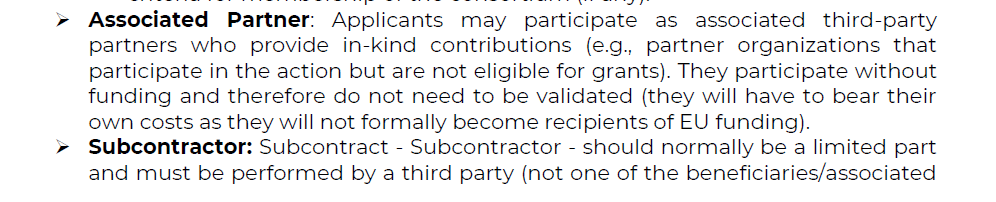 ➤ Associated Partner: Applicants may participate as associated third-party
partners who provide in-kind contributions (e.g., partner organizations that
participate in the action but are not eligible for grants). They participate without
funding and therefore do not need to be validated (they will have to bear their
own costs as they will not formally become recipients of EU funding).
➤ Subcontractor: Subcontract - Subcontractor - should normally be a limited part
and must be performed by a third party (not one of the beneficiaries/associated